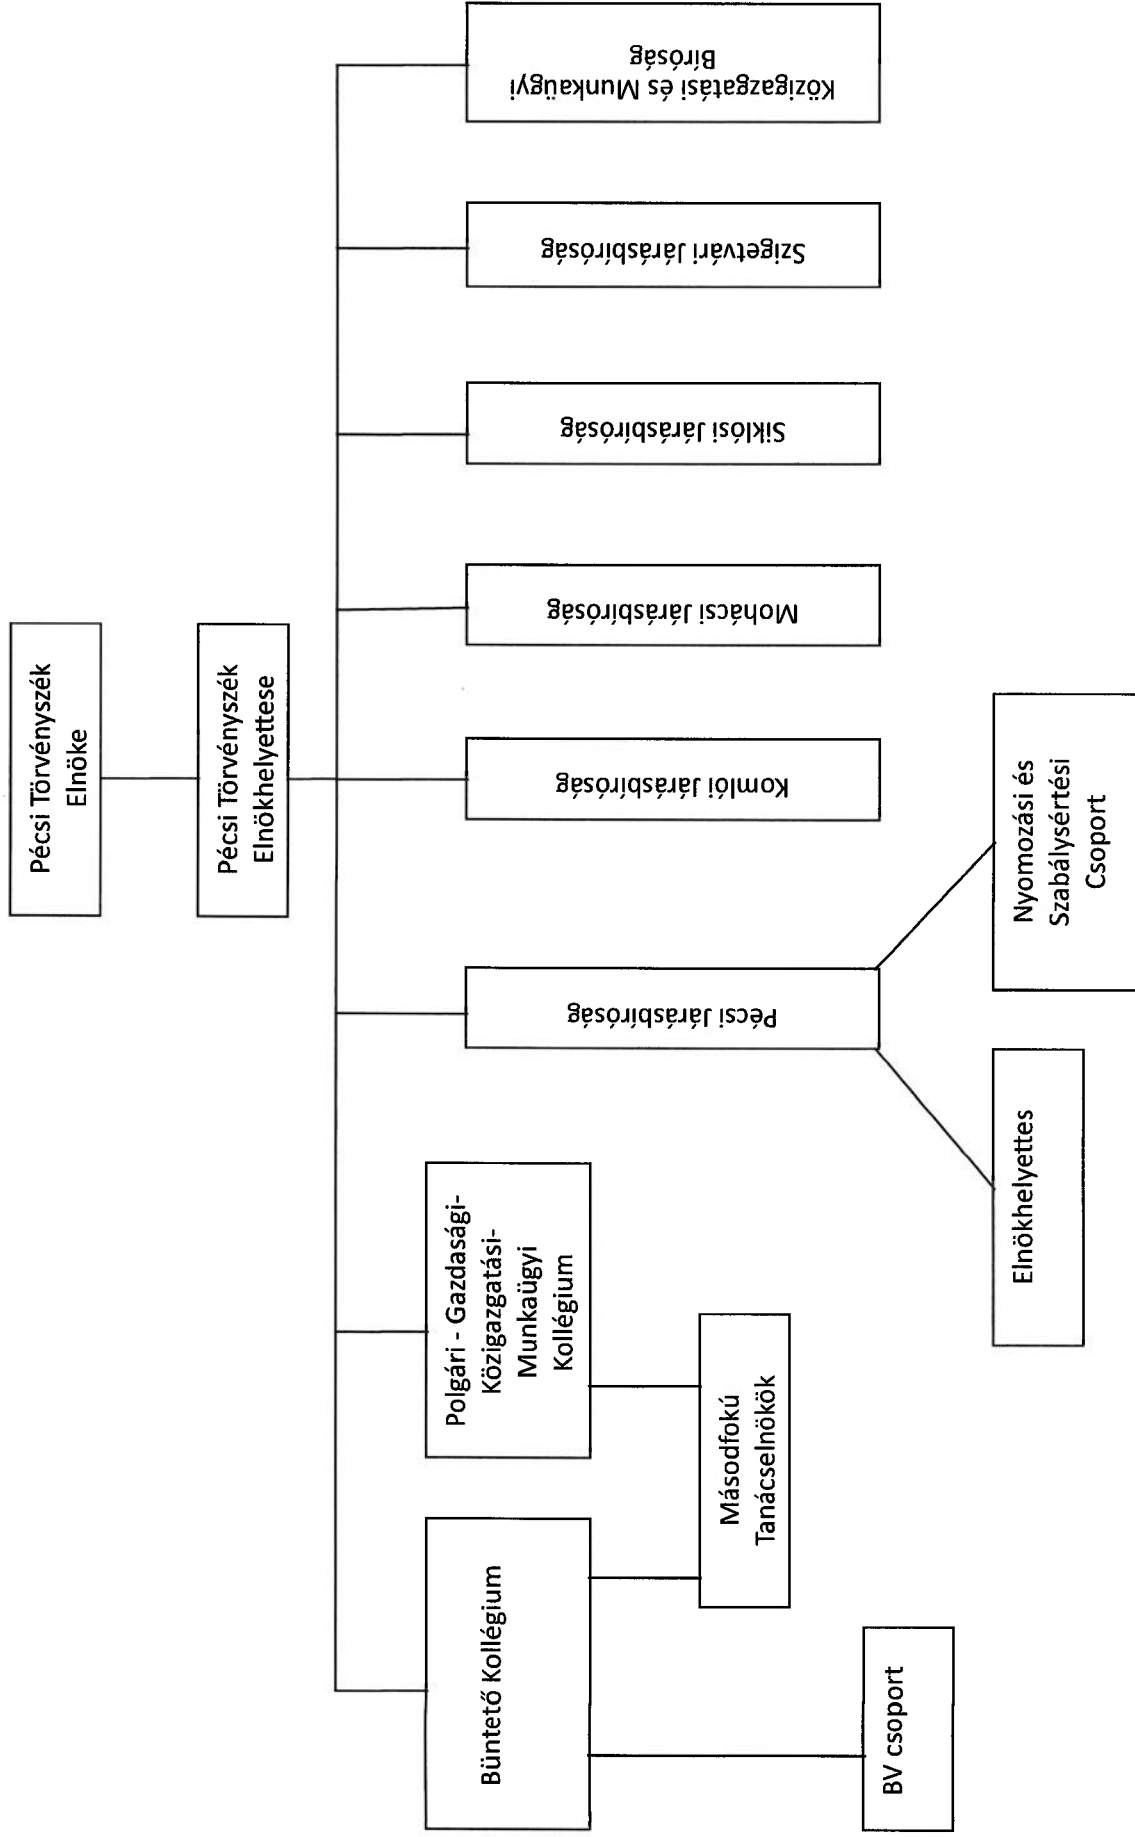 Pécsi Törvényszék
Elnöke
Pécsi Törvényszék
Elnökhelyettese
Büntető Kollégium
Polgári - Gazdasági-
Közigazgatási-
Munkaügyi
Kollégium
Pécsi Járásbíróság
Komlói Járásbíróság
Mohácsi Járásbíróság
Siklósi Járásbíróság
Szigetvári Járásbíróság
Közigazgatási és Munkaügyi
Bíróság
Másodfokú
Tanácselnökök
BV csoport
Elnökhelyettes
Nyomozási és
Szabálysértési
Csoport